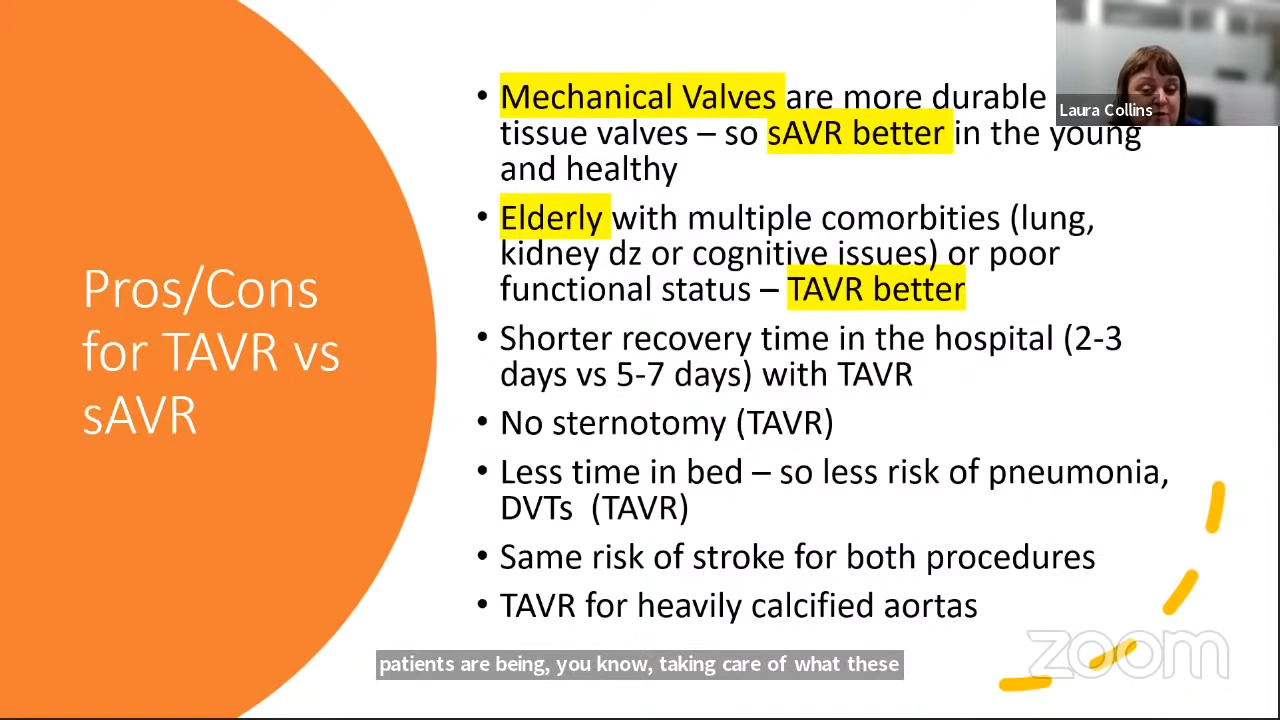 Pros/Cons
for TAVR vs
sAVR
• Mechanical Valves are more durable
tissue valves – so sAVR better in the young
and healthy
• Elderly with multiple comorbities (lung,
kidney dz or cognitive issues) or poor
functional status – TAVR better
• Shorter recovery time in the hospital (2-3
days vs 5-7 days) with TAVR
• No sternotomy (TAVR)
• Less time in bed – so less risk of pneumonia,
DVTs  (TAVR)
• Same risk of stroke for both procedures
• TAVR for heavily calcified aortas
Laura Collins
patients are being, you know, taking care of what these
zoom